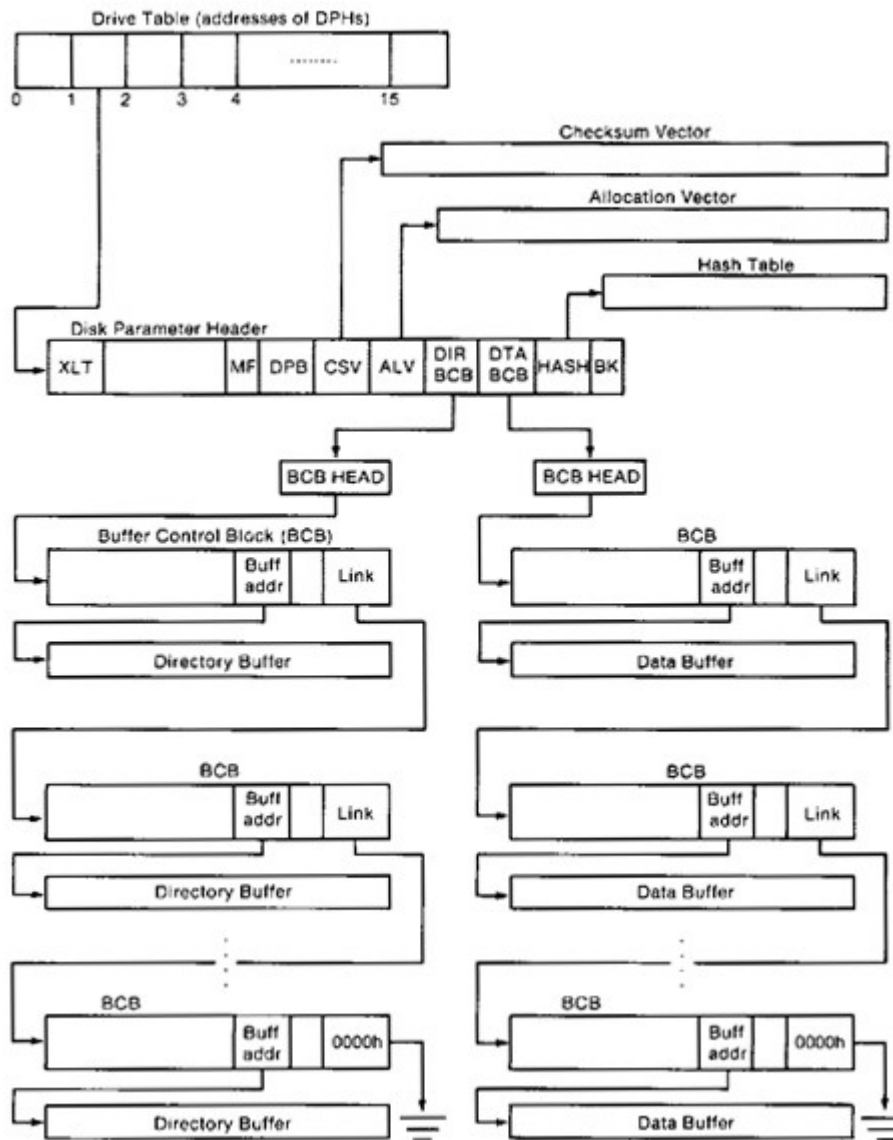 Drive Table (addresses of DPHs)
........
0 1 2 3 4 15
Checksum Vector
Allocation Vector
Hash Table
Disk Parameter Header
XLT MF DPB CSV ALV DIR BCB DTA BCB HASH BK
BCB HEAD BCB HEAD
Buffer Control Block (BCB) BCB
Buff addr Link Buff addr Link
Directory Buffer Data Buffer
BCB BCB
Buff addr Link Buff addr Link
Directory Buffer Data Buffer
BCB BCB
Buff addr 0000h Buff addr 0000h
Directory Buffer Data Buffer